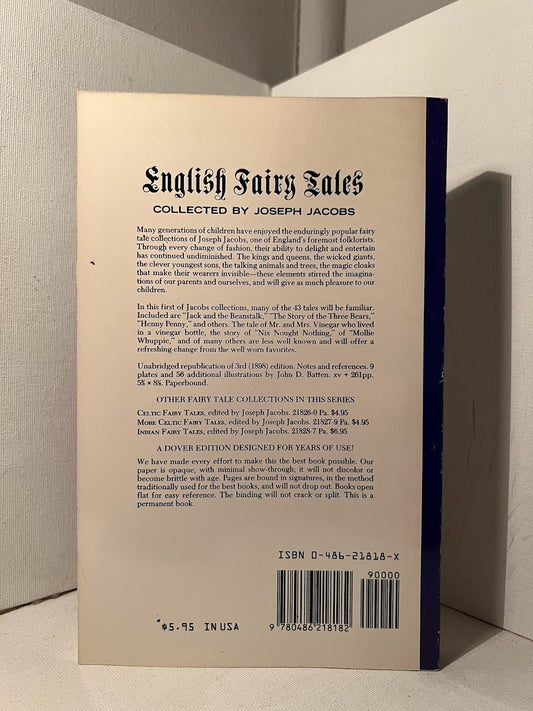 English Fairy Tales
COLLECTED BY JOSEPH JACOBS
Many generations of children have enjoyed the enduringly popular fairy
tale collections of Joseph Jacobs, one of England's foremost folklorists.
Through every change of fashion, their ability to delight and entertain
has continued undiminished. The kings and queens, the wicked giants,
the clever youngest sons, the talking animals and trees, the magic cloaks
that make their wearers invisible—these elements stirred the imagina-
tions of our parents and ourselves, and will give as much pleasure to our
children.
In this first of Jacobs collections, many of the 43 tales will be familiar.
Included are "Jack and the Beanstalk," "The Story of the Three Bears,"
"Henny Penny," and others. The tale of Mr. and Mrs. Vinegar who lived
in a vinegar bottle, the story of "Nix Nought Nothing," of "Mollie
Whuppie," and of many others are less well known and will offer a
refreshing change from the well worn favorites.
Unabridged republication of 3rd (1898) edition. Notes and references. 9
plates and 56 additional illustrations by John D. Batten. xv + 261pp.
5⅜ × 8½. Paperbound.
OTHER FAIRY TALE COLLECTIONS IN THIS SERIES
CELTIC FAIRY TALES, edited by Joseph Jacobs. 21826-0 Pa. $4.95
MORE CELTIC FAIRY TALES, edited by Joseph Jacobs. 21827-9 Pa. $4.95
INDIAN FAIRY TALES, edited by Joseph Jacobs. 21828-7 Pa. $6.95
A DOVER EDITION DESIGNED FOR YEARS OF USE!
We have made every effort to make this the best book possible. Our
paper is opaque, with minimal show-through; it will not discolor or
become brittle with age. Pages are bound in signatures, in the method
traditionally used for the best books, and will not drop out. Books open
flat for easy reference. The binding will not crack or split. This is a
permanent book.
ISBN 0-486-21818-X
90000
9 780486 218182
*$5.95 IN USA